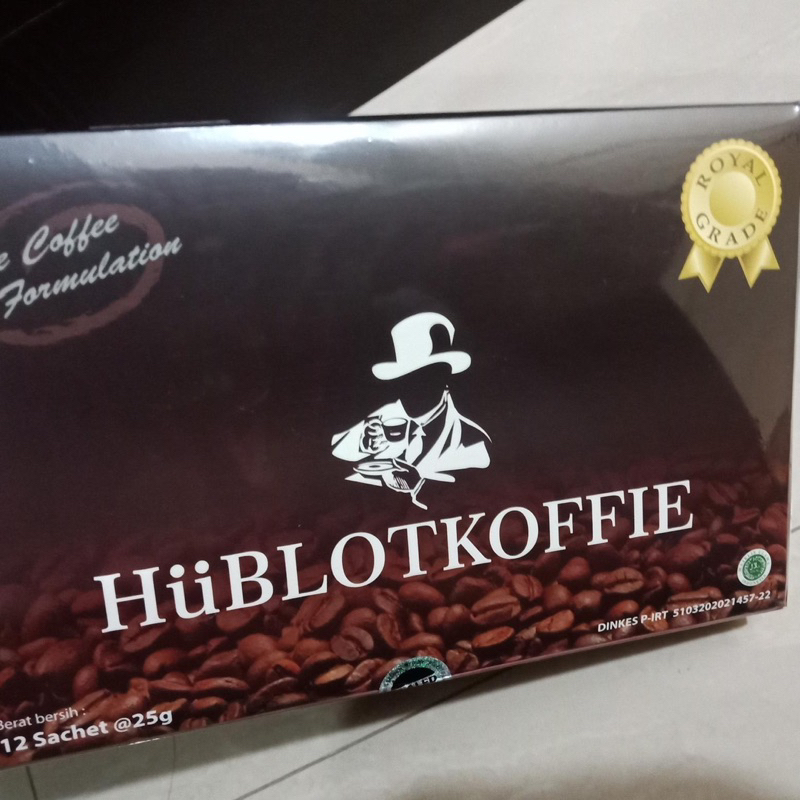 Coffee
Formulation
ROYAL
GRADE
HüBLOTKOFFIE
DINKES P-IRT 5103202021457-22
Berat bersih :
12 Sachet @25g